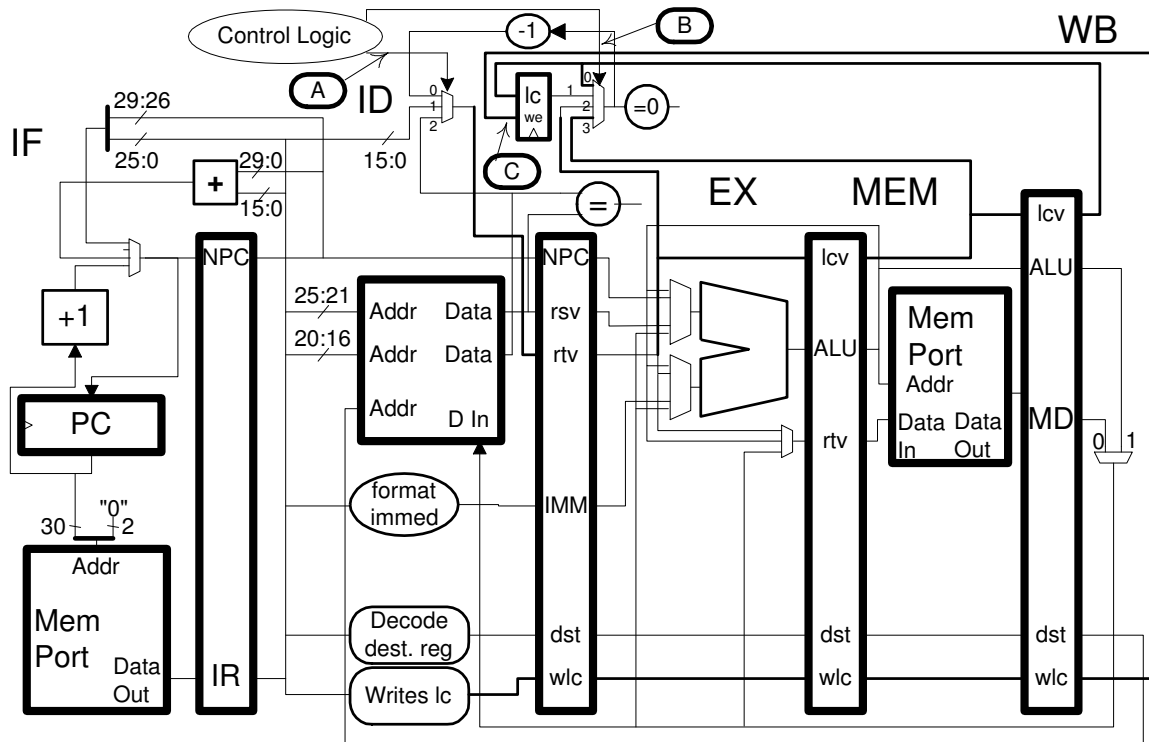 WB
Control Logic
-1
B
A
ID
0
1
2
lc
we
0
1
2
3
=0
C
IF
29:26
25:0
15:0
+
29:0
15:0
=
EX
MEM
lcv
NPC
NPC
lcv
ALU
+1
25:21
20:16
Addr
Data
Addr
Data
Addr
D In
rsv
rtv
ALU
Mem
Port
Addr
Data
In
Data
Out
rtv
MD
0
1
PC
format
immed
IMM
30
"0"
2
Addr
Mem
Port
Data
Out
IR
Decode
dest. reg
dst
dst
dst
Writes lc
wlc
wlc
wlc